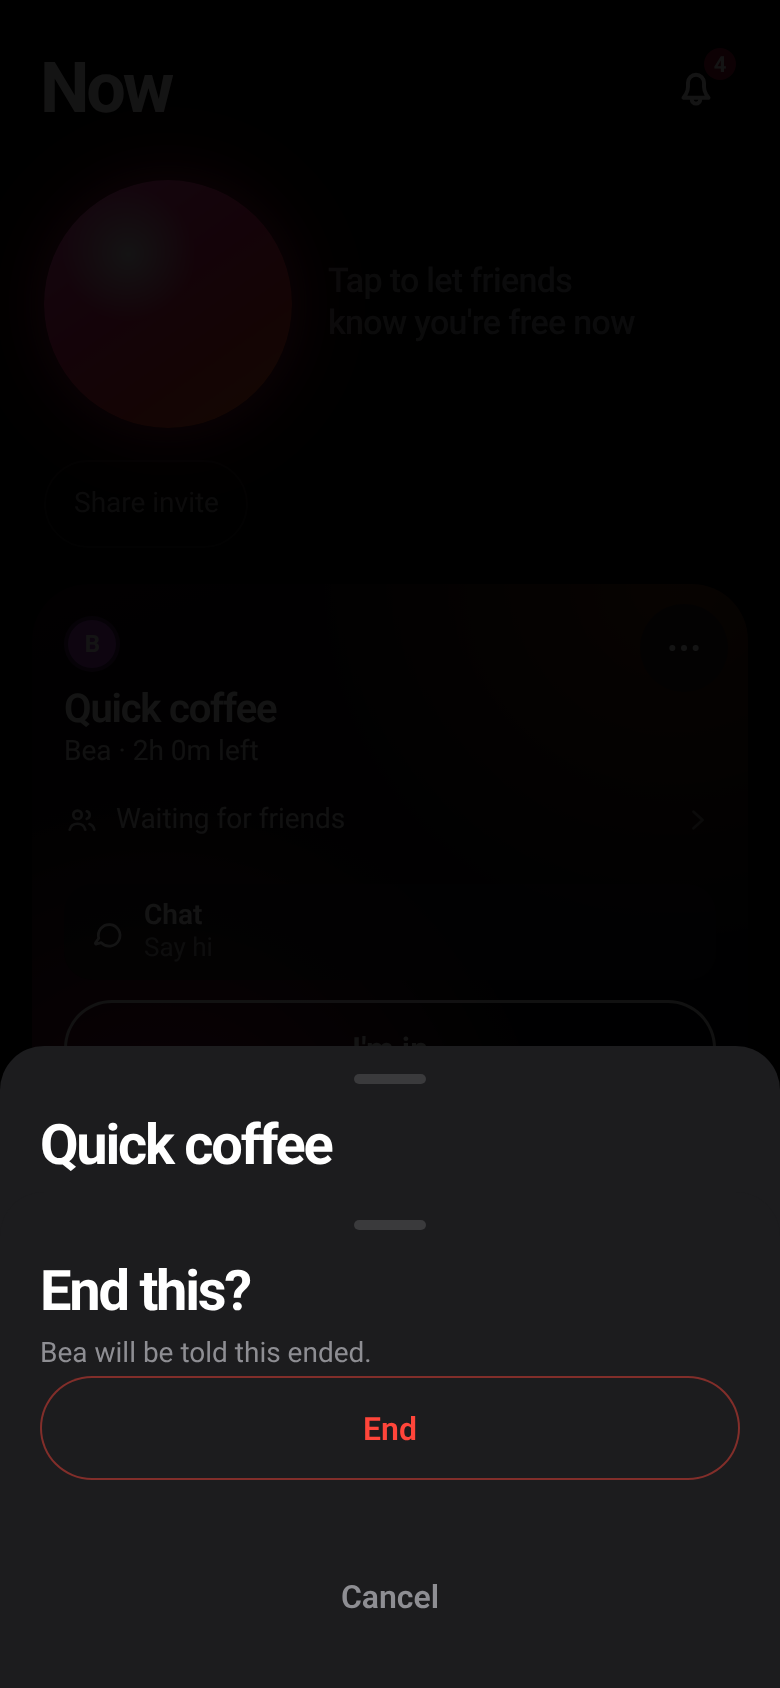 Now
4
Tap to let friends
know you're free now
Share invite
B
Quick coffee
Bea · 2h 0m left
Waiting for friends
Chat
Say hi
I'm in
Quick coffee
End this?
Bea will be told this ended.
End
Cancel